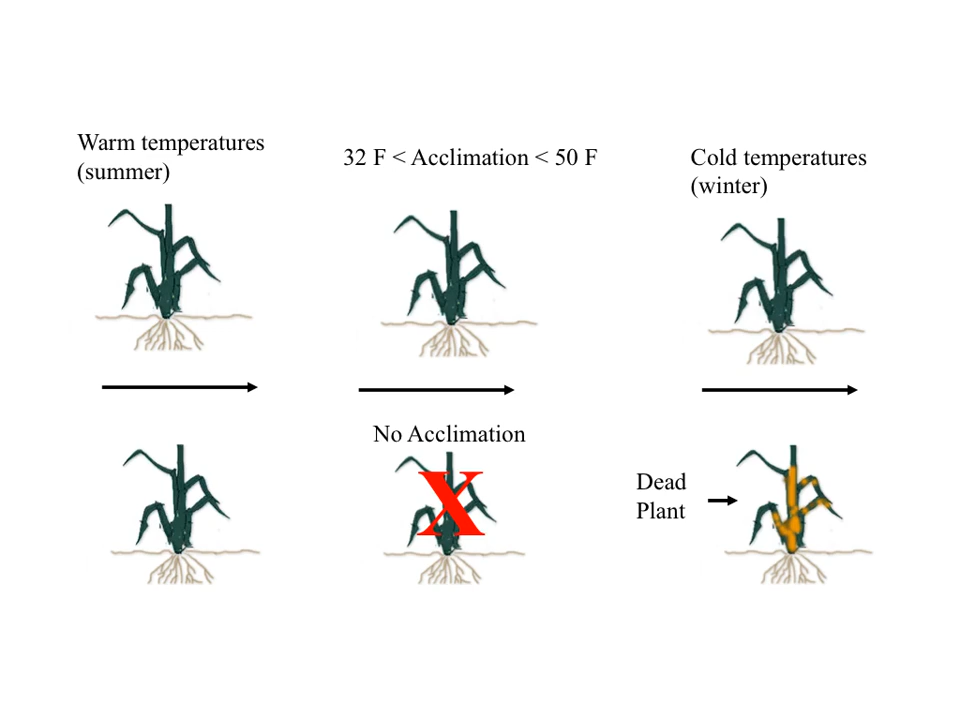 Warm temperatures
(summer)
32 F < Acclimation < 50 F
Cold temperatures
(winter)
No Acclimation
X
Dead
Plant